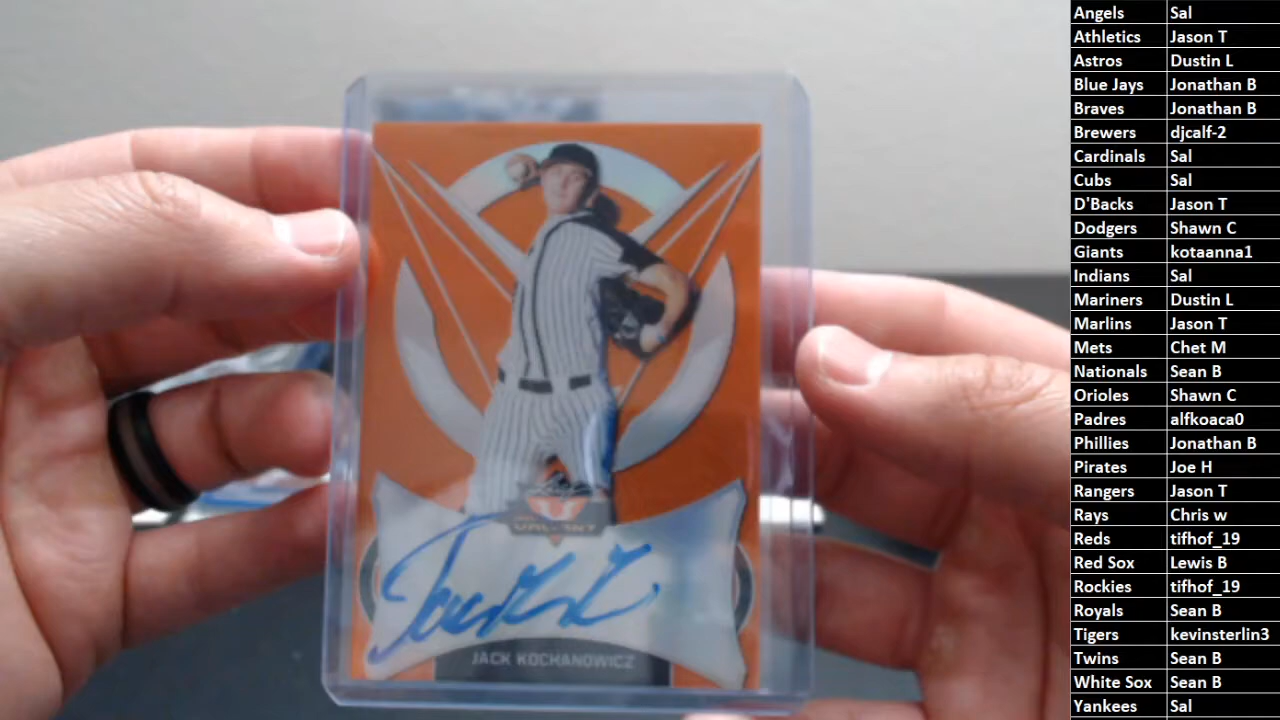 Angels Sal
Athletics Jason T
Astros Dustin L
Blue Jays Jonathan B
Braves Jonathan B
Brewers djcalf-2
Cardinals Sal
Cubs Sal
D'Backs Jason T
Dodgers Shawn C
Giants kotaanna1
Indians Sal
Mariners Dustin L
Marlins Jason T
Mets Chet M
Nationals Sean B
Orioles Shawn C
Padres alfkoaca0
Phillies Jonathan B
Pirates Joe H
Rangers Jason T
Rays Chris w
Reds tifhof_19
Red Sox Lewis B
Rockies tifhof_19
Royals Sean B
Tigers kevinsterlin3
Twins Sean B
White Sox Sean B
Yankees Sal
JACK KOCHANOWICZ